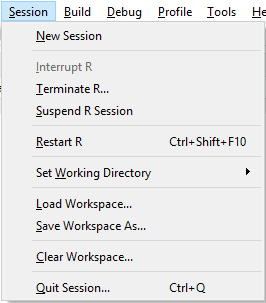 Session Build Debug Profile Tools
New Session
Interrupt R
Terminate R...
Suspend R Session
Restart R Ctrl+Shift+F10
Set Working Directory
Load Workspace...
Save Workspace As...
Clear Workspace...
Quit Session... Ctrl+Q